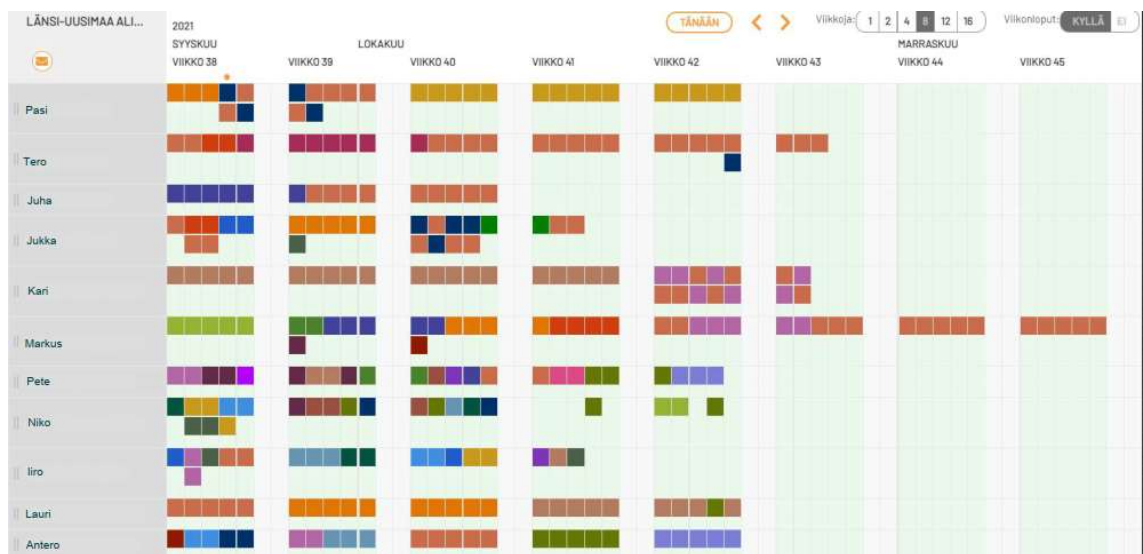 LÄNSI-UUSIMAA ALI...
2021
TÄNÄÄN
Viikkoja: 1 2 4 8 12 16
Viikonloput: KYLLÄ EI
SYYSKUU LOKAKUU MARRASKUU
VIIKKO 38 VIIKKO 39 VIIKKO 40 VIIKKO 41 VIIKKO 42 VIIKKO 43 VIIKKO 44 VIIKKO 45
Pasi
Tero
Juha
Jukka
Kari
Markus
Pete
Niko
Iiro
Lauri
Antero